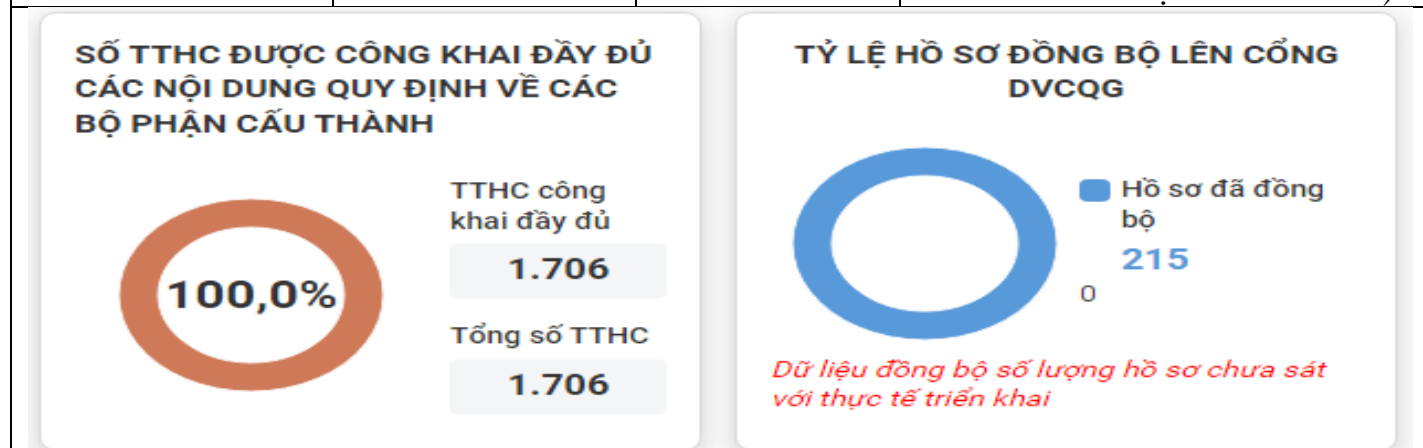 SỐ TTHC ĐƯỢC CÔNG KHAI ĐẦY ĐỦ
CÁC NỘI DUNG QUY ĐỊNH VỀ CÁC
BỘ PHẬN CẤU THÀNH
100,0%
TTHC công
khai đầy đủ
1.706
Tổng số TTHC
1.706
TỶ LỆ HỒ SƠ ĐỒNG BỘ LÊN CỔNG
DVCQG
Hồ sơ đã đồng
bộ
215
0
Dữ liệu đồng bộ số lượng hồ sơ chưa sát
với thực tế triển khai